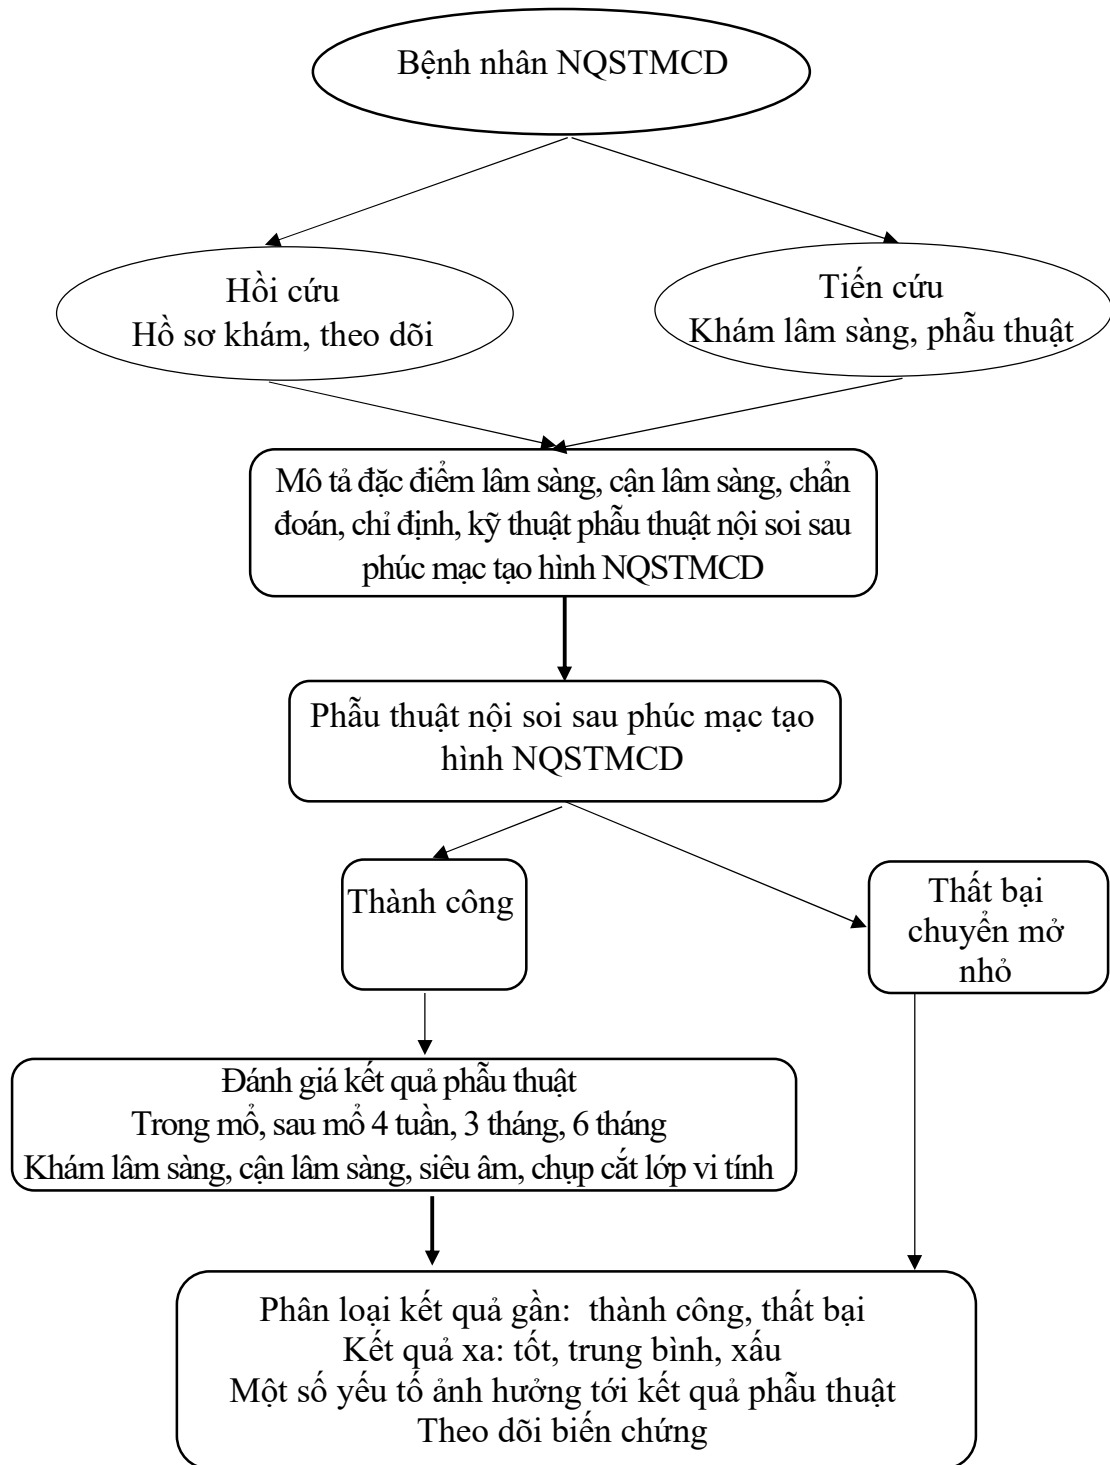 Bệnh nhân NQSTMCD
Hồi cứu
Hồ sơ khám, theo dõi
Tiến cứu
Khám lâm sàng, phẫu thuật
Mô tả đặc điểm lâm sàng, cận lâm sàng, chẩn
đoán, chỉ định, kỹ thuật phẫu thuật nội soi sau
phúc mạc tạo hình NQSTMCD
Phẫu thuật nội soi sau phúc mạc tạo
hình NQSTMCD
Thành công
Thất bại
chuyển mở
nhỏ
Đánh giá kết quả phẫu thuật
Trong mổ, sau mổ 4 tuần, 3 tháng, 6 tháng
Khám lâm sàng, cận lâm sàng, siêu âm, chụp cắt lớp vi tính
Phân loại kết quả gần: thành công, thất bại
Kết quả xa: tốt, trung bình, xấu
Một số yếu tố ảnh hưởng tới kết quả phẫu thuật
Theo dõi biến chứng